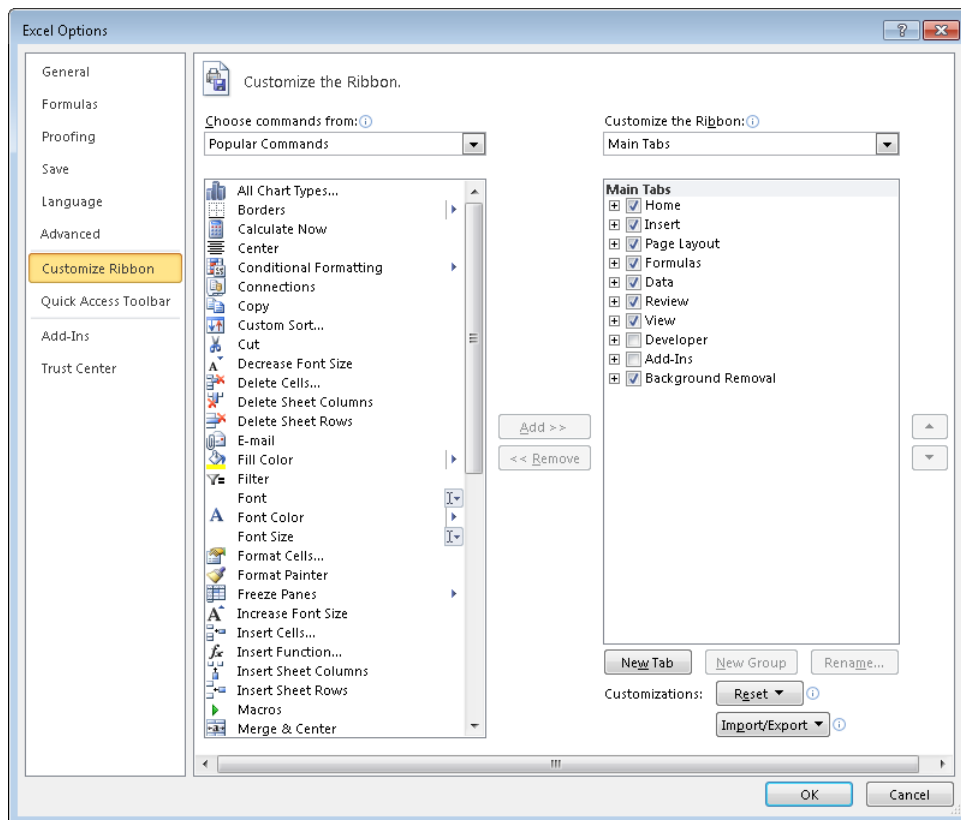 Excel Options
General
Formulas
Proofing
Save
Language
Advanced
Customize Ribbon
Quick Access Toolbar
Add-Ins
Trust Center
Customize the Ribbon.
Choose commands from:
Popular Commands
All Chart Types...
Borders
Calculate Now
Center
Conditional Formatting
Connections
Copy
Custom Sort...
Cut
Decrease Font Size
Delete Cells...
Delete Sheet Columns
Delete Sheet Rows
E-mail
Fill Color
Filter
Font
Font Color
Font Size
Format Cells...
Format Painter
Freeze Panes
Increase Font Size
Insert Cells...
Insert Function...
Insert Sheet Columns
Insert Sheet Rows
Macros
Merge & Center
Add >>
<< Remove
Customize the Ribbon:
Main Tabs
Main Tabs
Home
Insert
Page Layout
Formulas
Data
Review
View
Developer
Add-Ins
Background Removal
New Tab
New Group
Rename...
Customizations:
Reset
Import/Export
OK
Cancel